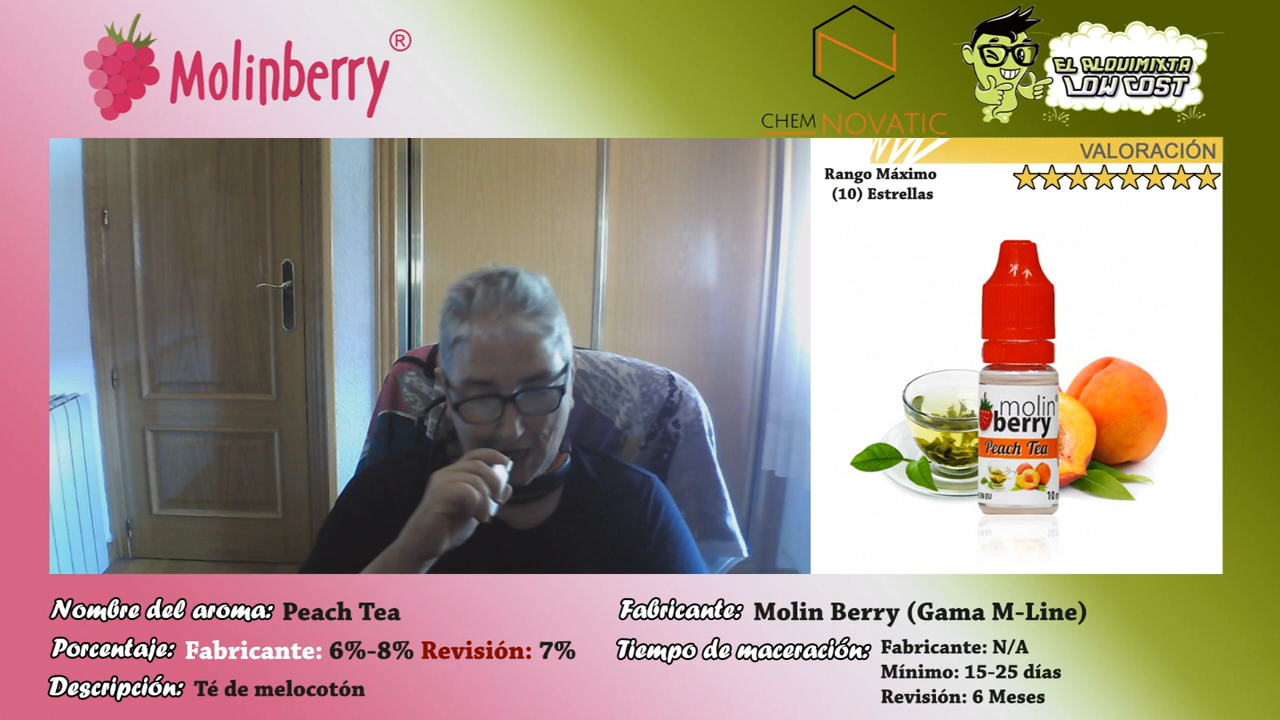 Molinberry®
CHEM NOVATIC
EL ALQUIMIXTA
LOW COST
VALORACIÓN
Rango Máximo
(10) Estrellas
molin
berry
Peach Tea
EU
Nombre del aroma: Peach Tea
Porcentaje: Fabricante: 6%-8% Revisión: 7%
Descripción: Té de melocotón
Fabricante: Molin Berry (Gama M-Line)
Tiempo de maceración: Fabricante: N/A
Mínimo: 15-25 días
Revisión: 6 Meses